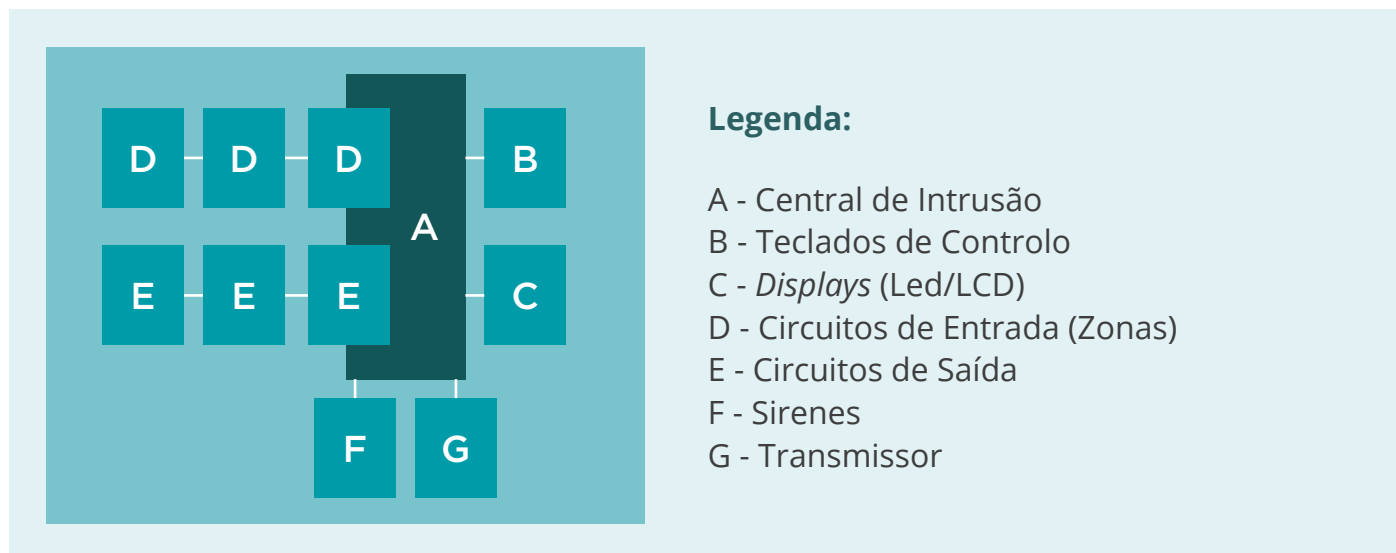 D D D B
A
E E E C
F G
Legenda:
A - Central de Intrusão
B - Teclados de Controlo
C - Displays (Led/LCD)
D - Circuitos de Entrada (Zonas)
E - Circuitos de Saída
F - Sirenes
G - Transmissor